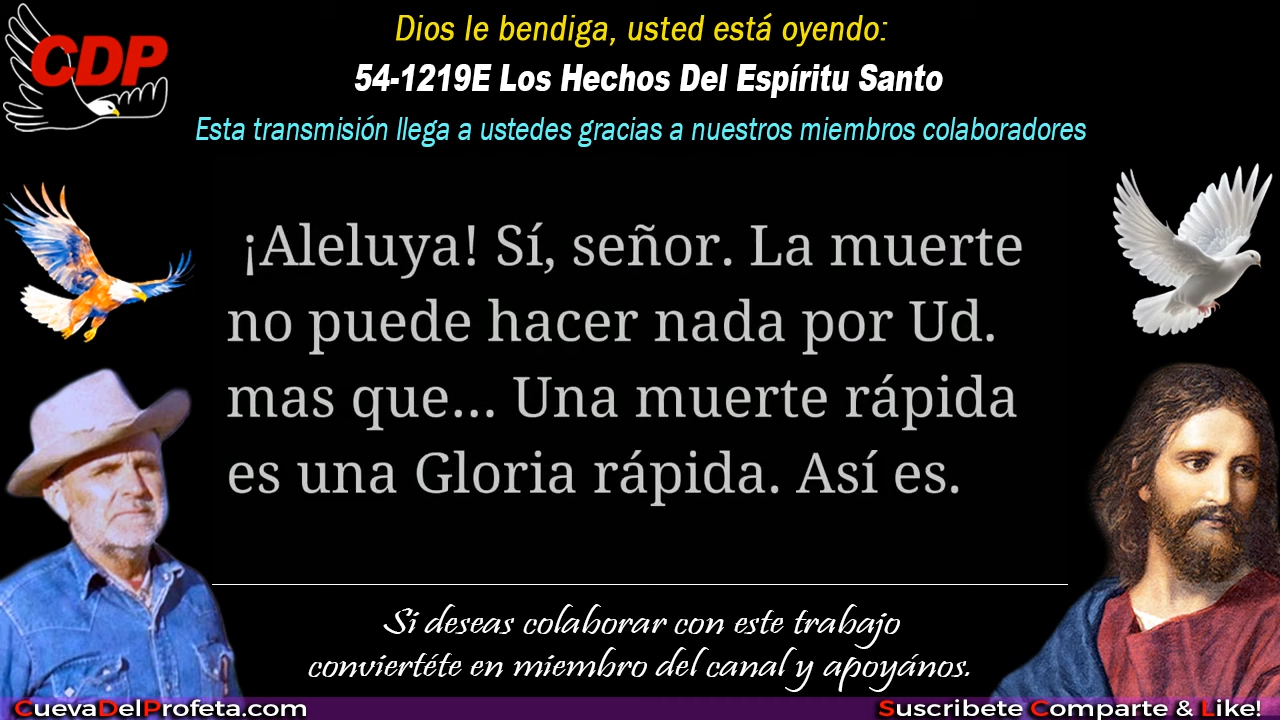 CDP
Dios le bendiga, usted está oyendo:
54-1219E Los Hechos Del Espíritu Santo
Esta transmisión llega a ustedes gracias a nuestros miembros colaboradores
¡Aleluya! Sí, señor. La muerte
no puede hacer nada por Ud.
mas que... Una muerte rápida
es una Gloria rápida. Así es.
Si deseas colaborar con este trabajo
conviertéte en miembro del canal y apoyános.
CuevaDelProfeta.com
Suscribete Comparte & Like!